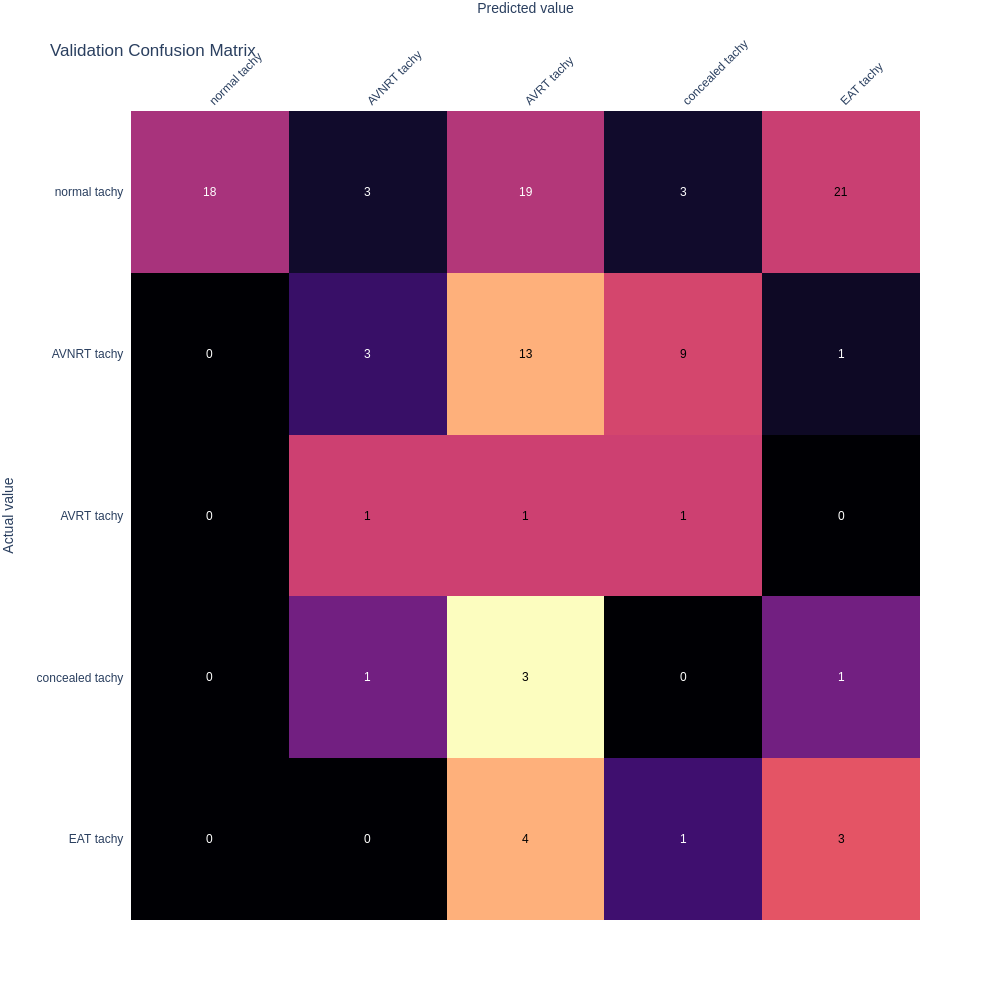 Predicted value
Validation Confusion Matrix
normal tachy AVNRT tachy AVRT tachy concealed tachy EAT tachy
normal tachy 18 3 19 3 21
AVNRT tachy 0 3 13 9 1
Actual value
AVRT tachy 0 1 1 1 0
concealed tachy 0 1 3 0 1
EAT tachy 0 0 4 1 3